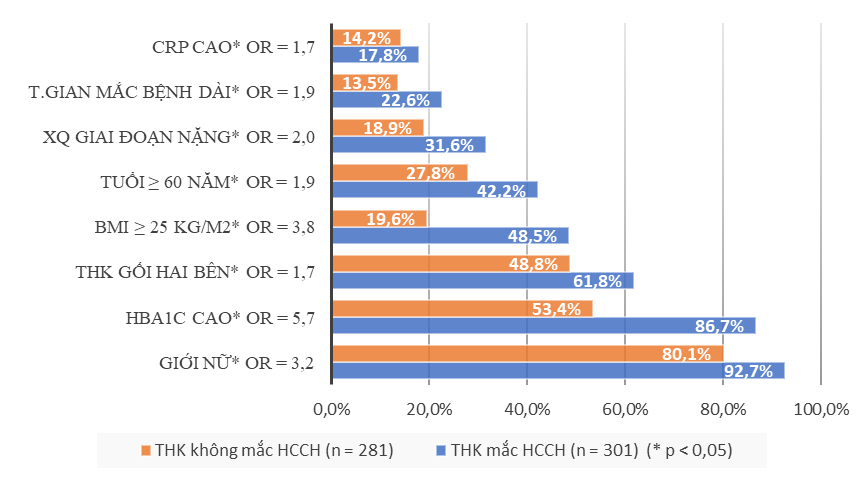 CRP CAO* OR = 1,7
14,2%
17,8%
T.GIAN MẮC BỆNH DÀI* OR = 1,9
13,5%
22,6%
XQ GIAI ĐOẠN NẶNG* OR = 2,0
18,9%
31,6%
TUỔI ≥ 60 NĂM* OR = 1,9
27,8%
42,2%
BMI ≥ 25 KG/M2* OR = 3,8
19,6%
48,5%
THK GỐI HAI BÊN* OR = 1,7
48,8%
61,8%
HBA1C CAO* OR = 5,7
53,4%
86,7%
GIỚI NỮ* OR = 3,2
80,1%
92,7%
0,0% 20,0% 40,0% 60,0% 80,0% 100,0%
THK không mắc HCCH (n = 281) THK mắc HCCH (n = 301) (* p < 0,05)